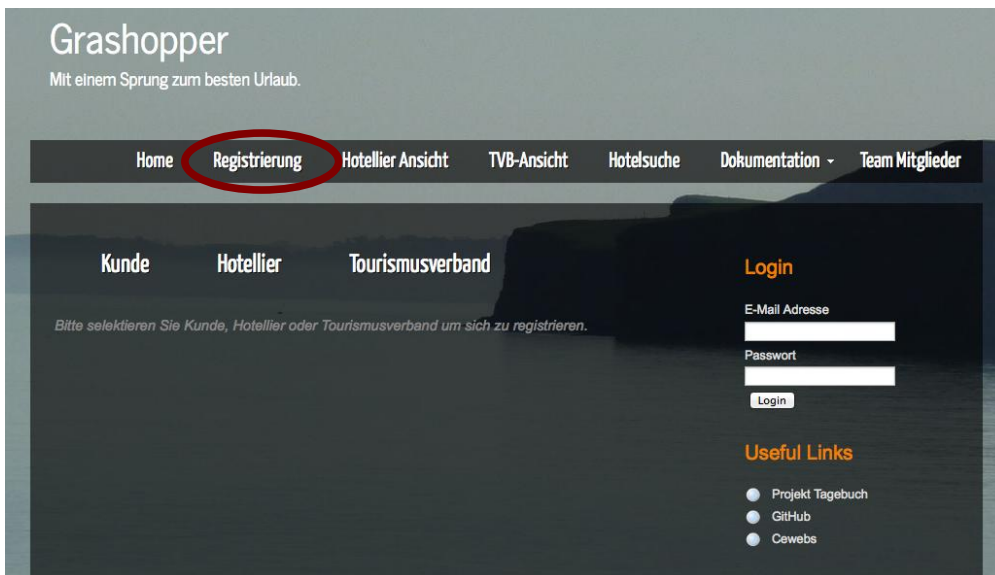 Grashopper
Mit einem Sprung zum besten Urlaub.
Home Registrierung Hotellier Ansicht TVB-Ansicht Hotelsuche Dokumentation Team Mitglieder
Kunde Hotellier Tourismusverband
Bitte selektieren Sie Kunde, Hotellier oder Tourismusverband um sich zu registrieren.
Login
E-Mail Adresse
Passwort
Login
Useful Links
Projekt Tagebuch
GitHub
Cewebs